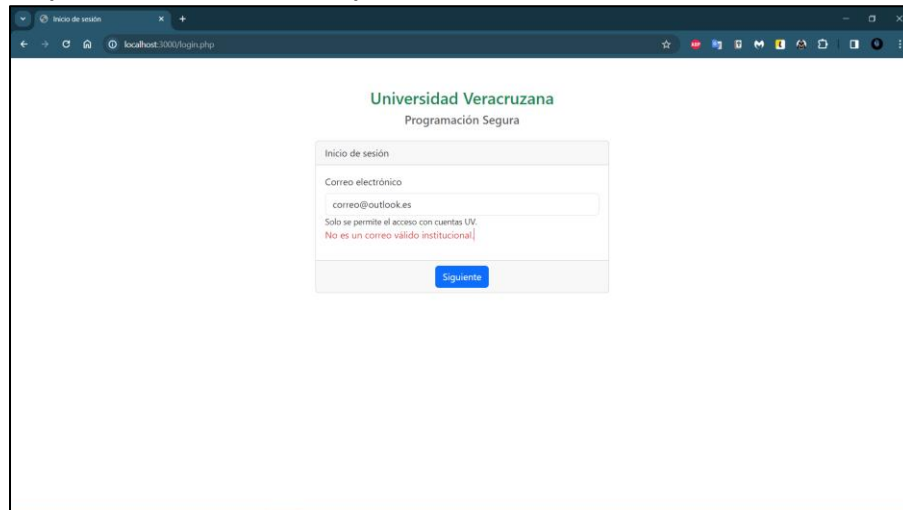 Inicio de sesión
localhost:3000/login.php
Universidad Veracruzana
Programación Segura
Inicio de sesión
Correo electrónico
correo@outlook.es
Solo se permite el acceso con cuentas UV.
No es un correo válido institucional.
Siguiente